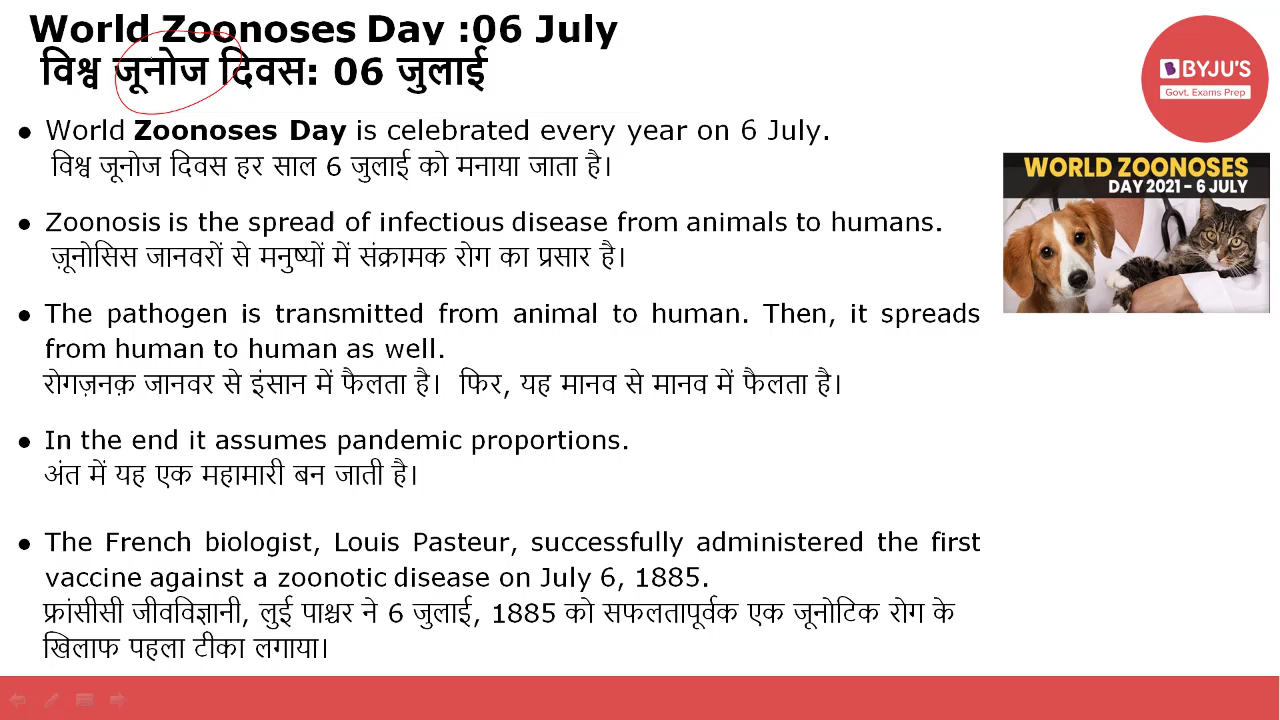 World Zoonoses Day :06 July
विश्व जूनोज दिवस: 06 जुलाई
BYJU'S
Govt. Exams Prep
● World Zoonoses Day is celebrated every year on 6 July.
विश्व जूनोज दिवस हर साल 6 जुलाई को मनाया जाता है।
WORLD ZOONOSES
DAY 2021 - 6 JULY
● Zoonosis is the spread of infectious disease from animals to humans.
ज़ूनोसिस जानवरों से मनुष्यों में संक्रामक रोग का प्रसार है।
● The pathogen is transmitted from animal to human. Then, it spreads
from human to human as well.
रोगज़नक़ जानवर से इंसान में फैलता है। फिर, यह मानव से मानव में फैलता है।
● In the end it assumes pandemic proportions.
अंत में यह एक महामारी बन जाती है।
● The French biologist, Louis Pasteur, successfully administered the first
vaccine against a zoonotic disease on July 6, 1885.
फ्रांसीसी जीवविज्ञानी, लुई पाश्चर ने 6 जुलाई, 1885 को सफलतापूर्वक एक जूनोटिक रोग के
खिलाफ पहला टीका लगाया।